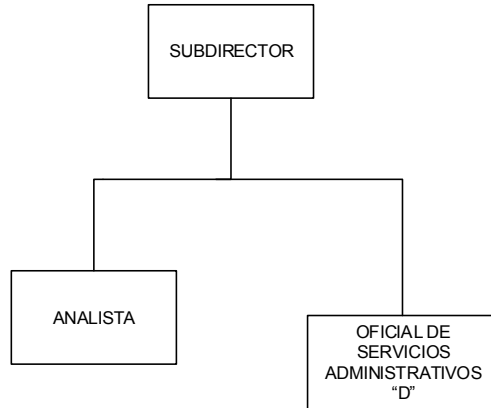 SUBDIRECTOR
ANALISTA
OFICIAL DE
SERVICIOS
ADMINISTRATIVOS
“D”